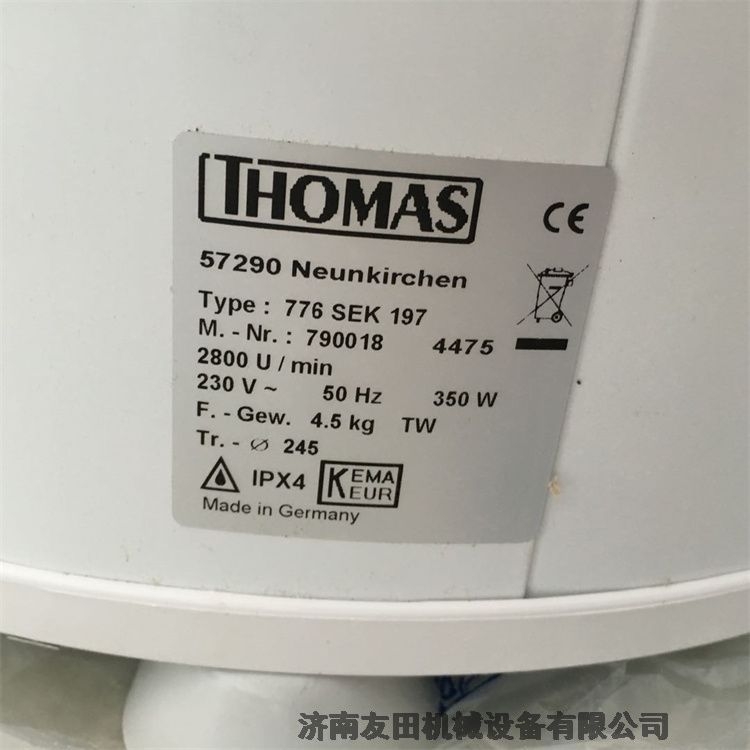 THOMAS
CE
57290 Neunkirchen
Type : 776 SEK 197
M. - Nr. : 790018 4475
2800 U / min
230 V ~ 50 Hz 350 W
F. - Gew. 4.5 kg TW
Tr. - ∅ 245
IPX4 KEMA KEUR
Made in Germany
济南友田机械设备有限公司